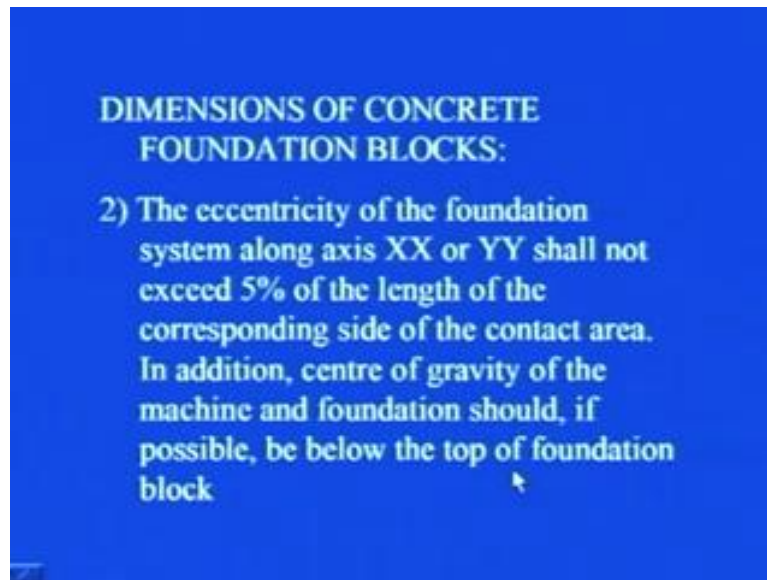 DIMENSIONS OF CONCRETE
FOUNDATION BLOCKS:
2) The eccentricity of the foundation
system along axis XX or YY shall not
exceed 5% of the length of the
corresponding side of the contact area.
In addition, centre of gravity of the
machine and foundation should, if
possible, be below the top of foundation
block